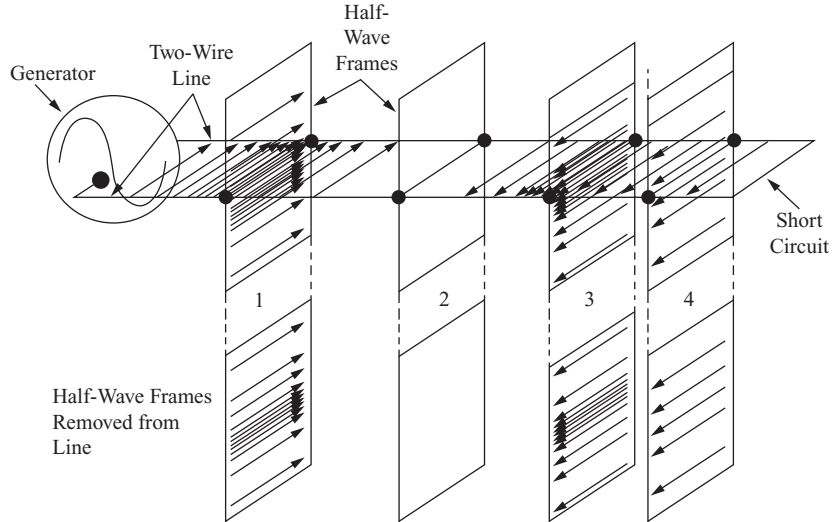 Half-
Wave
Frames
Two-Wire
Line
Generator
Short
Circuit
1
2
3
4
Half-Wave Frames
Removed from
Line